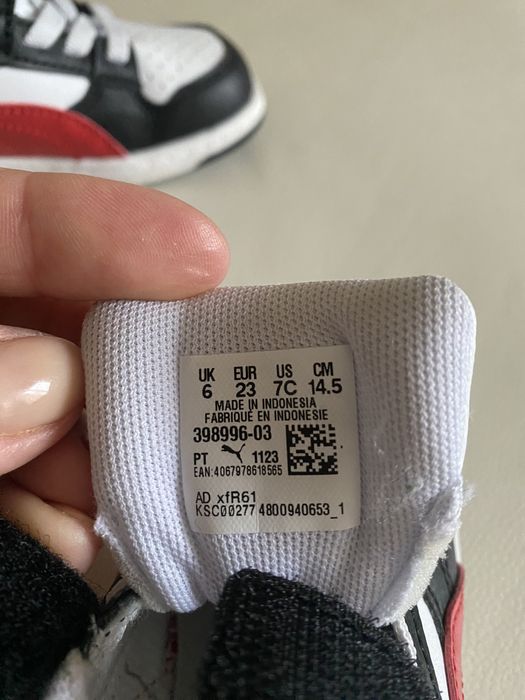 UK EUR US CM
6 23 7C 14.5
MADE IN INDONESIA
FABRIQUÉ EN INDONESIE
398996-03
PT 1123
EAN:4067978618565
AD xfR61
KSC00277 4800940653_1